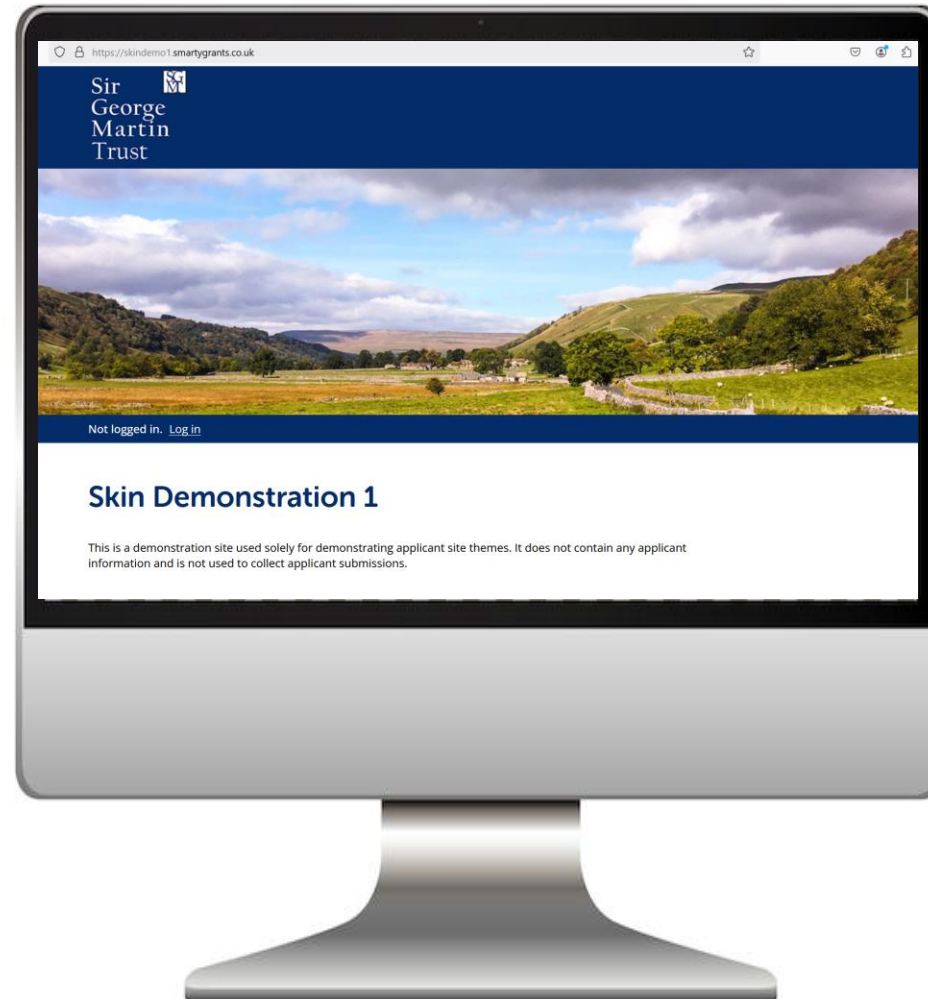 https://skindemo1.smartygrants.co.uk
Sir
George
Martin
Trust
SG
M
Not logged in. Log in
Skin Demonstration 1
This is a demonstration site used solely for demonstrating applicant site themes. It does not contain any applicant
information and is not used to collect applicant submissions.